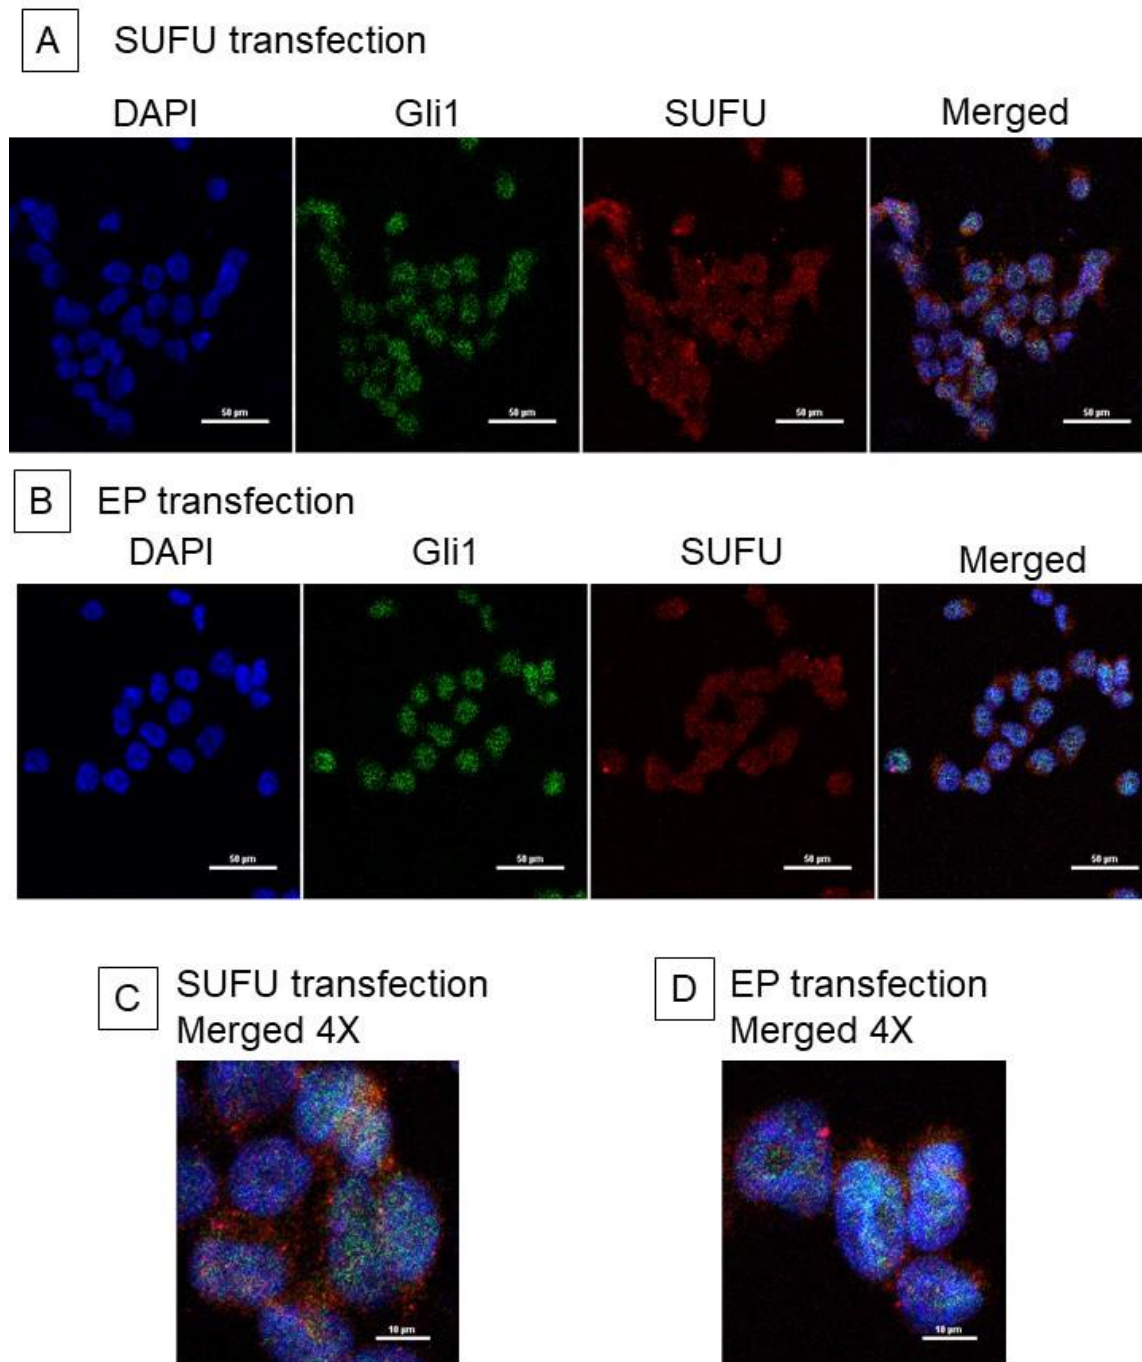 A SUFU transfection
DAPI Gli1 SUFU Merged
50 µm 50 µm 50 µm 50 µm
B EP transfection
DAPI Gli1 SUFU Merged
50 µm 50 µm 50 µm 50 µm
C SUFU transfection
Merged 4X
D EP transfection
Merged 4X
10 µm 10 µm